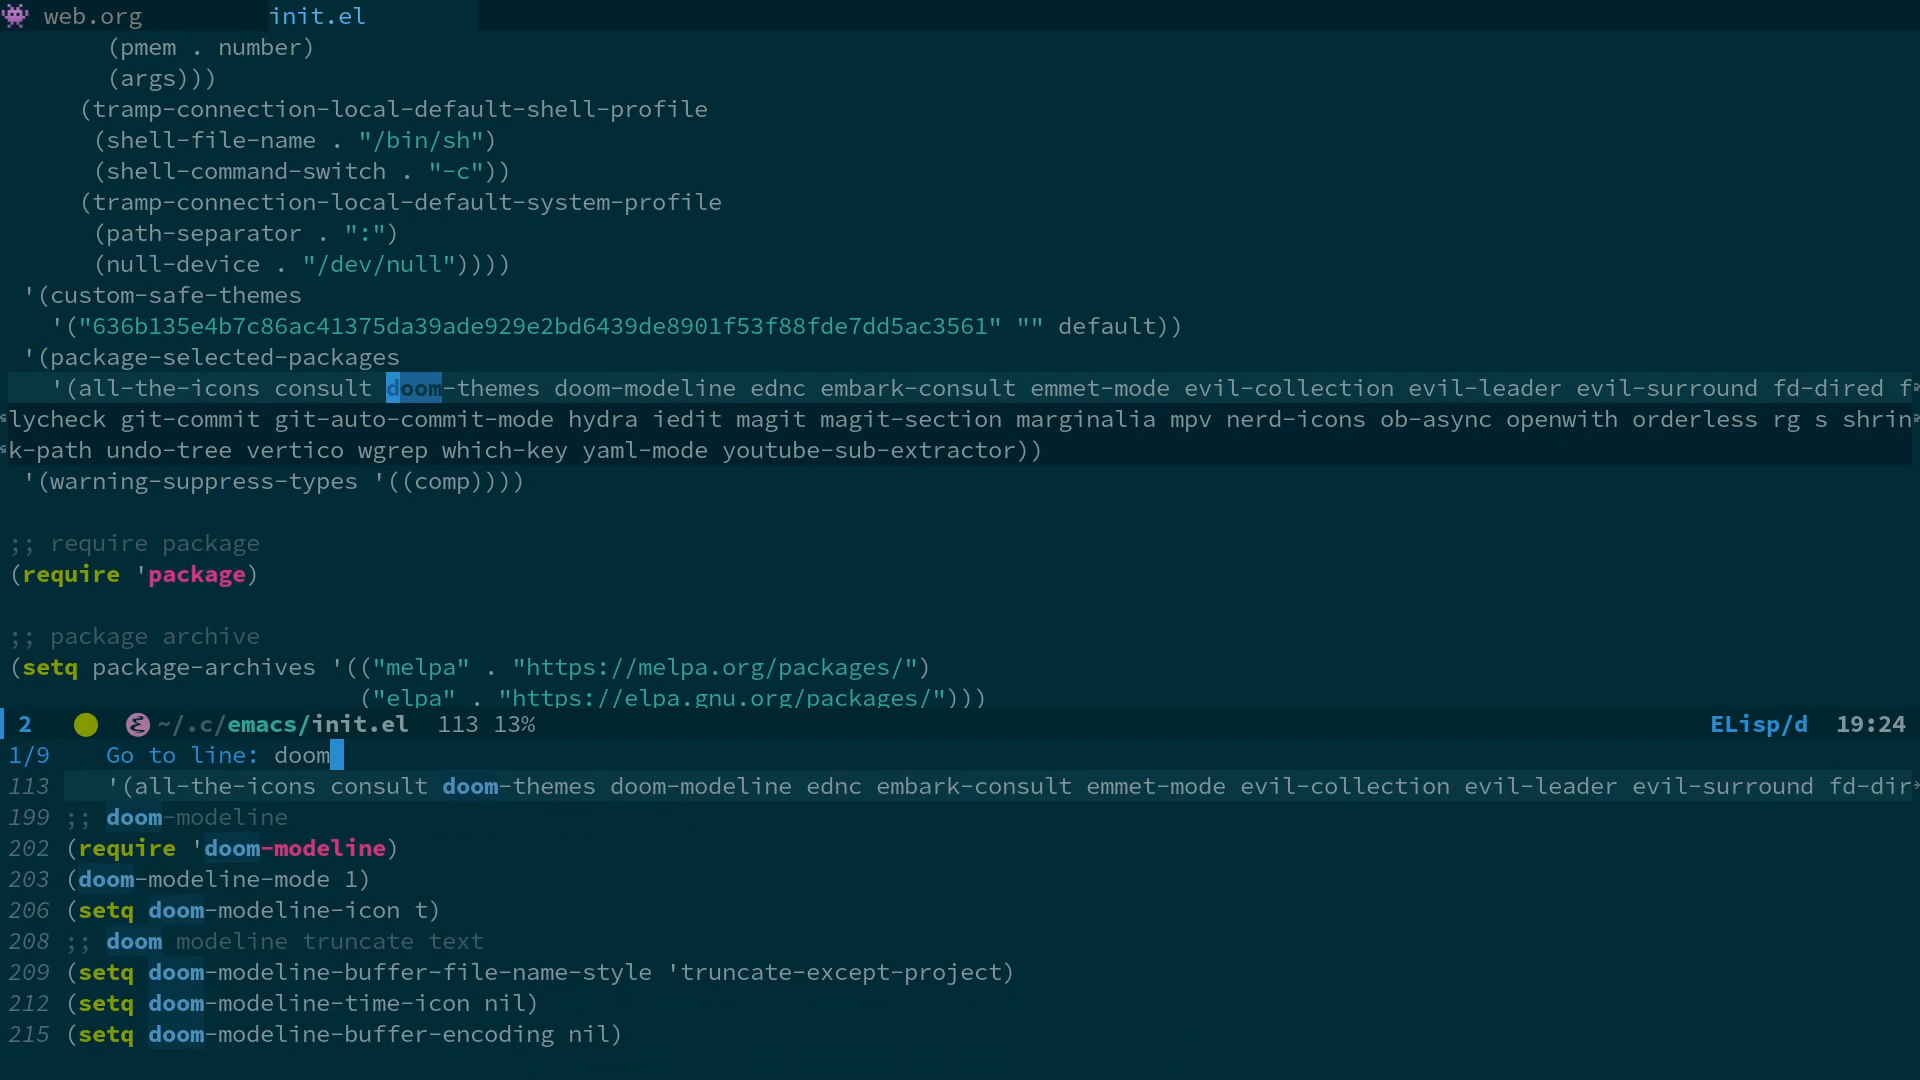 web.org init.el
(pmem . number)
(args)))
(tramp-connection-local-default-shell-profile
(shell-file-name . "/bin/sh")
(shell-command-switch . "-c"))
(tramp-connection-local-default-system-profile
(path-separator . ":")
(null-device . "/dev/null"))))
'(custom-safe-themes
'("636b135e4b7c86ac41375da39ade929e2bd6439de8901f53f88fde7dd5ac3561" "" default))
'(package-selected-packages
'(all-the-icons consult doom-themes doom-modeline ednc embark-consult emmet-mode evil-collection evil-leader evil-surround fd-dired f
lycheck git-commit git-auto-commit-mode hydra iedit magit magit-section marginalia mpv nerd-icons ob-async openwith orderless rg s shrin
k-path undo-tree vertico wgrep which-key yaml-mode youtube-sub-extractor))
'(warning-suppress-types '((comp))))
;; require package
(require 'package)
;; package archive
(setq package-archives '(("melpa" . "https://melpa.org/packages/")
("elpa" . "https://elpa.gnu.org/packages/")))
2 ~/.c/emacs/init.el 113 13% ELisp/d 19:24
1/9 Go to line: doom
113 '(all-the-icons consult doom-themes doom-modeline ednc embark-consult emmet-mode evil-collection evil-leader evil-surround fd-dir
199 ;; doom-modeline
202 (require 'doom-modeline)
203 (doom-modeline-mode 1)
206 (setq doom-modeline-icon t)
208 ;; doom modeline truncate text
209 (setq doom-modeline-buffer-file-name-style 'truncate-except-project)
212 (setq doom-modeline-time-icon nil)
215 (setq doom-modeline-buffer-encoding nil)